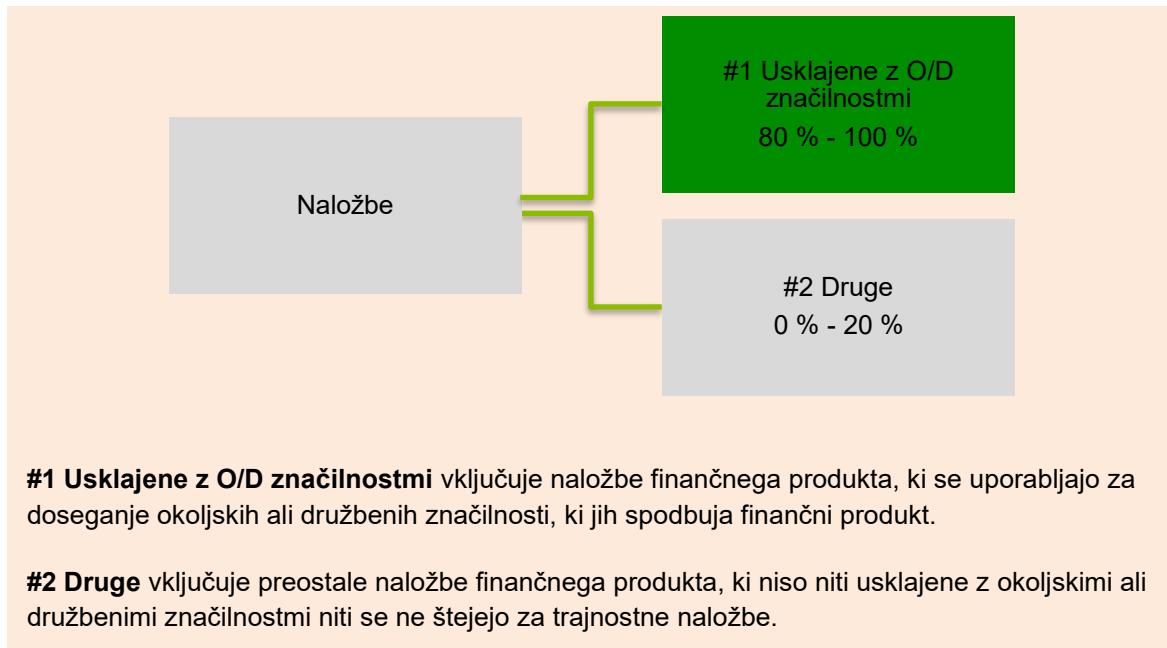 #1 Usklajene z O/D
značilnostmi
80 % - 100 %
Naložbe
#2 Druge
0 % - 20 %
#1 Usklajene z O/D značilnostmi vključuje naložbe finančnega produkta, ki se uporabljajo za
doseganje okoljskih ali družbenih značilnosti, ki jih spodbuja finančni produkt.
#2 Druge vključuje preostale naložbe finančnega produkta, ki niso niti usklajene z okoljskimi ali
družbenimi značilnostmi niti se ne štejejo za trajnostne naložbe.